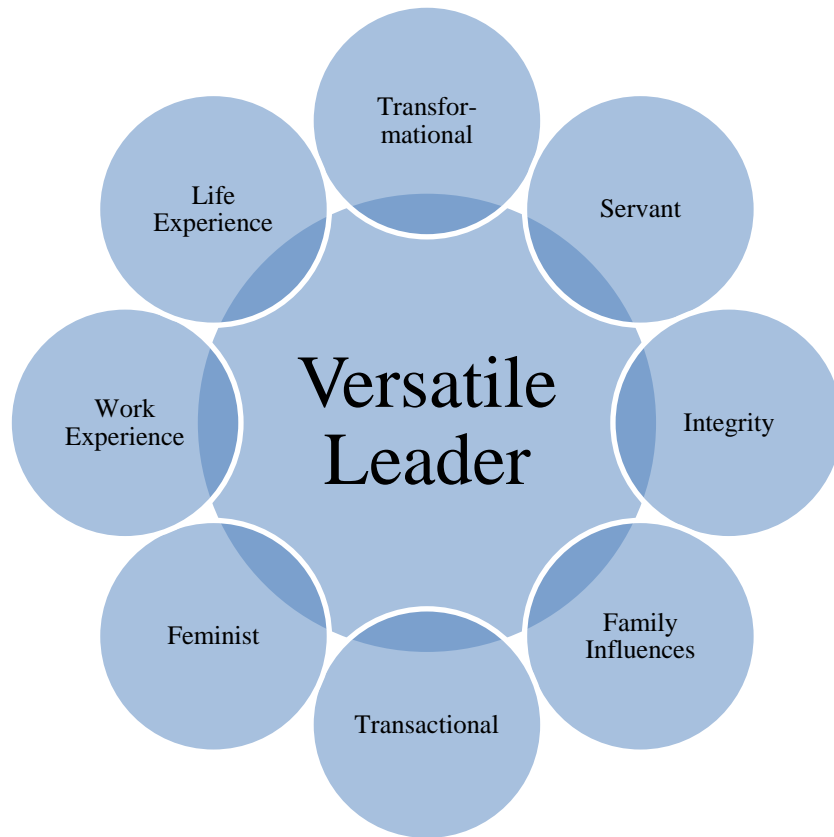 Transfor-
mational
Servant
Integrity
Family
Influences
Transactional
Feminist
Work
Experience
Life
Experience
Versatile
Leader